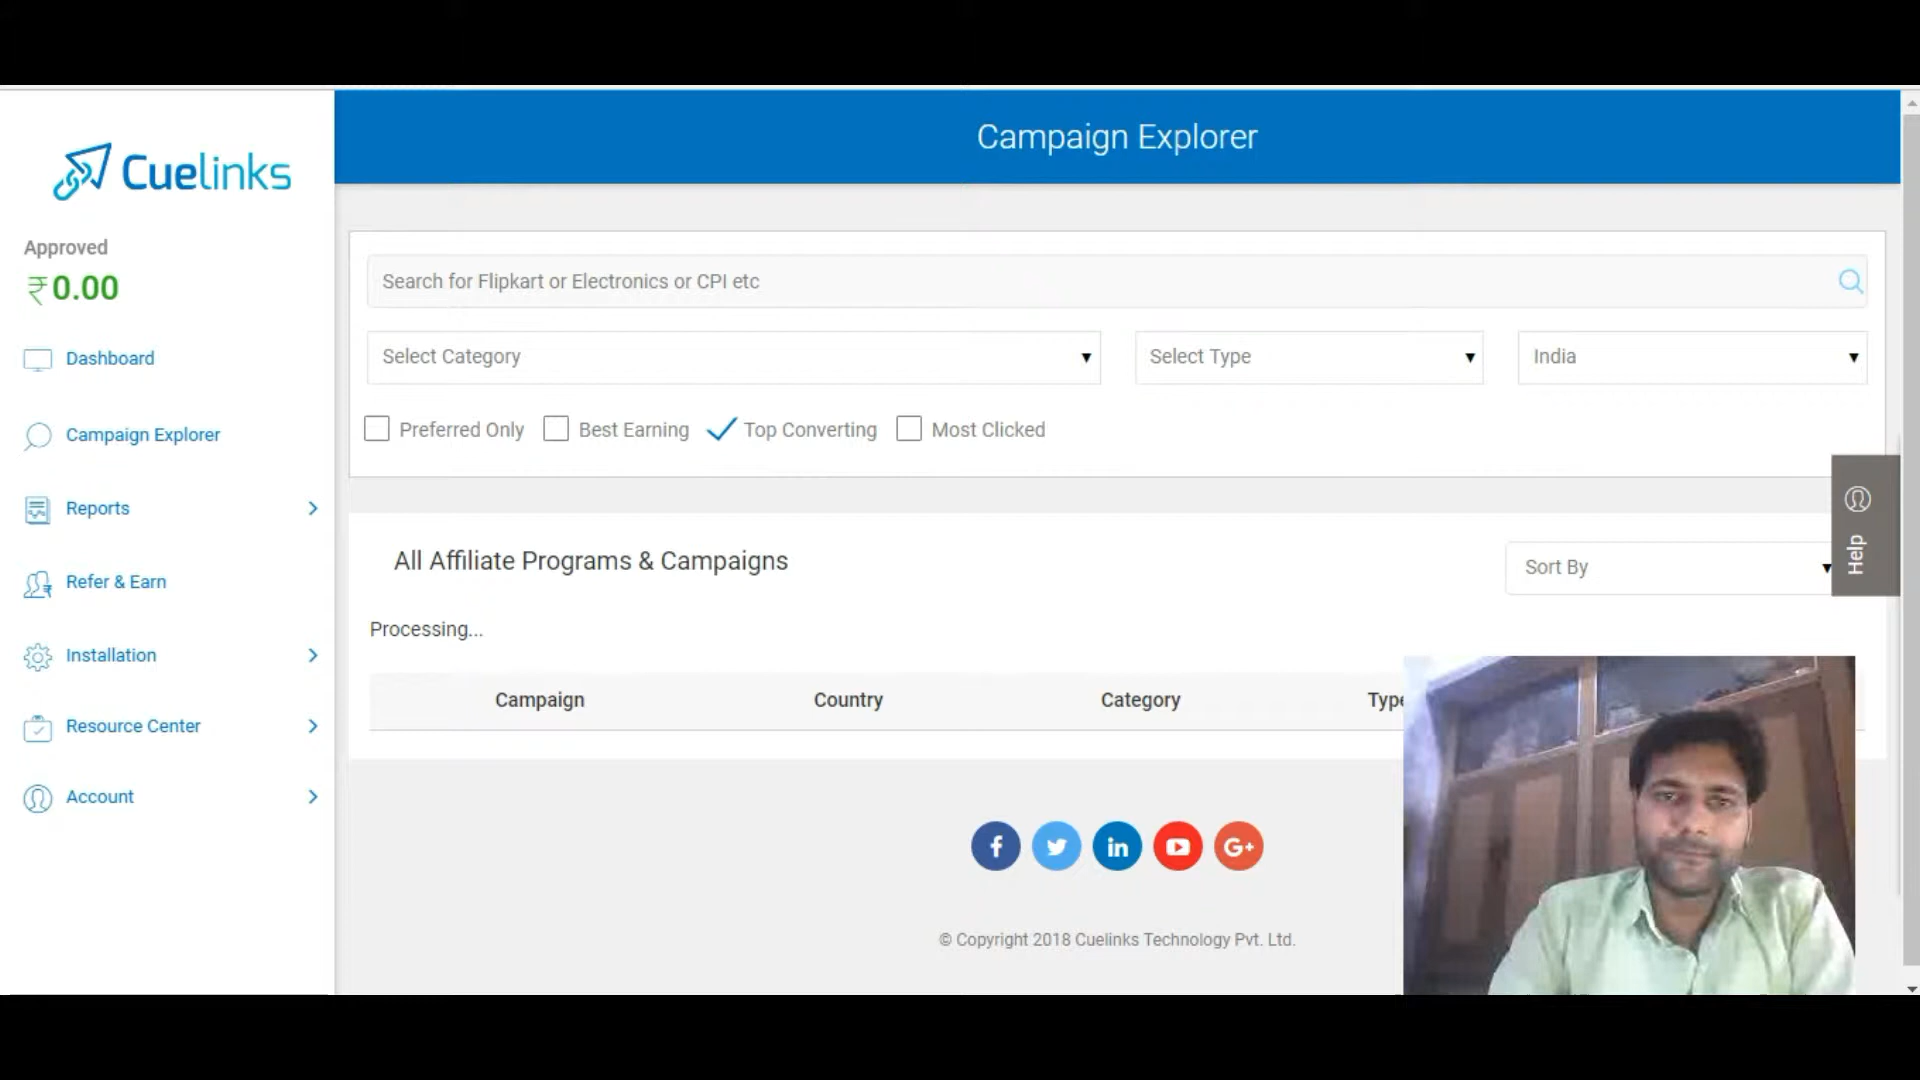 Cuelinks
Approved
₹0.00
Dashboard
Campaign Explorer
Reports
Refer & Earn
Installation
Resource Center
Account
Campaign Explorer
Search for Flipkart or Electronics or CPI etc
Select Category
Select Type
India
Preferred Only
Best Earning
Top Converting
Most Clicked
Help
All Affiliate Programs & Campaigns
Sort By
Processing...
Campaign Country Category Type
f
in
G+
© Copyright 2018 Cuelinks Technology Pvt. Ltd.